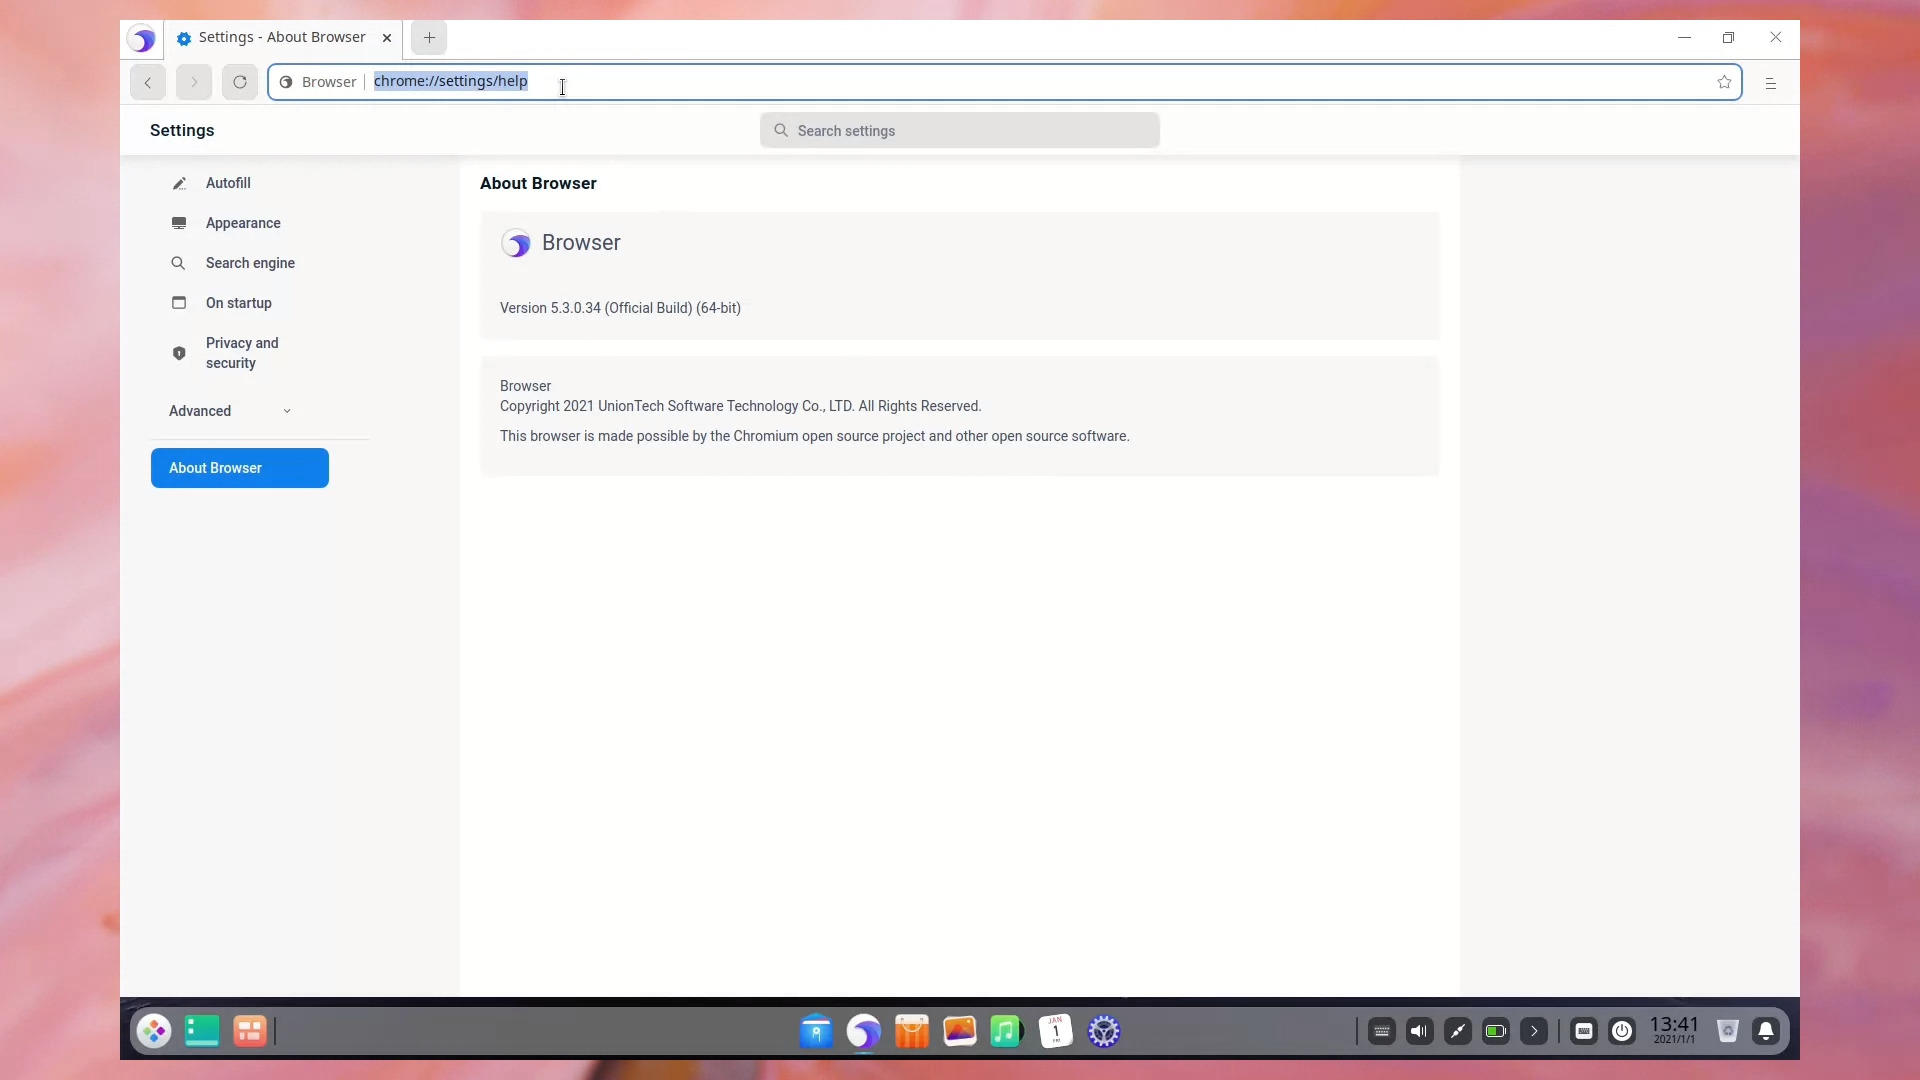 Settings - About Browser
Browser
chrome://settings/help
Settings
Search settings
Autofill
Appearance
Search engine
On startup
Privacy and
security
Advanced
About Browser
About Browser
Browser
Version 5.3.0.34 (Official Build) (64-bit)
Browser
Copyright 2021 UnionTech Software Technology Co., LTD. All Rights Reserved.
This browser is made possible by the Chromium open source project and other open source software.
JAN
1
FRI
13:41
2021/1/1